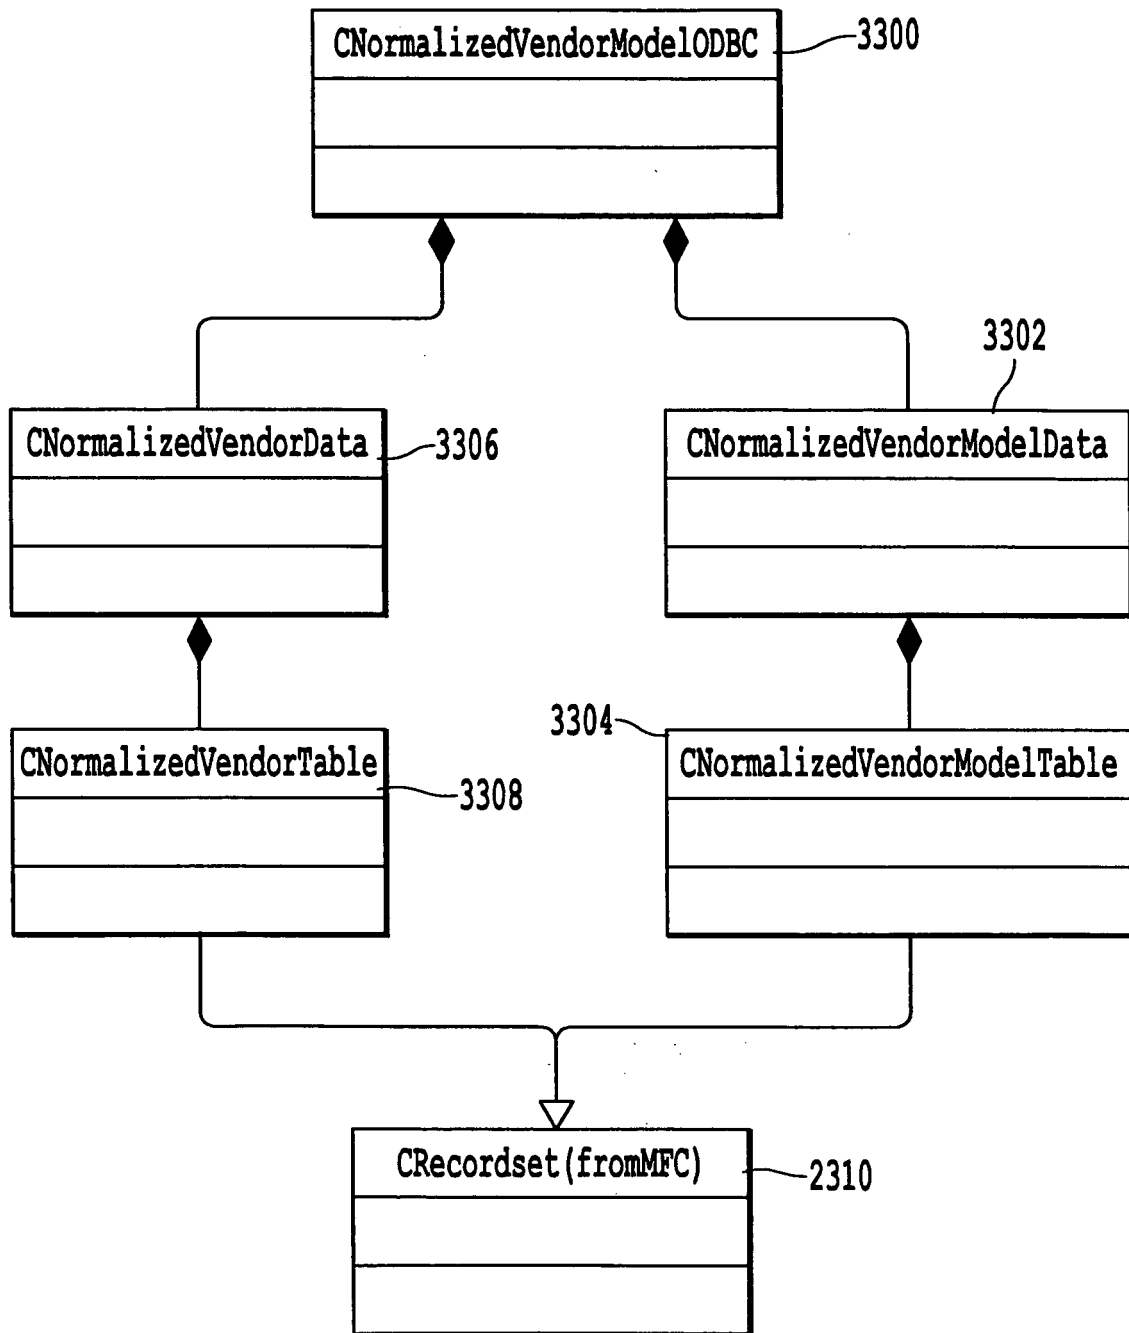 CNormalizedVendorModelODBC
3300
3302
CNormalizedVendorData
3306
CNormalizedVendorModelData
3304
CNormalizedVendorTable
3308
CNormalizedVendorModelTable
CRecordset(fromMFC)
2310